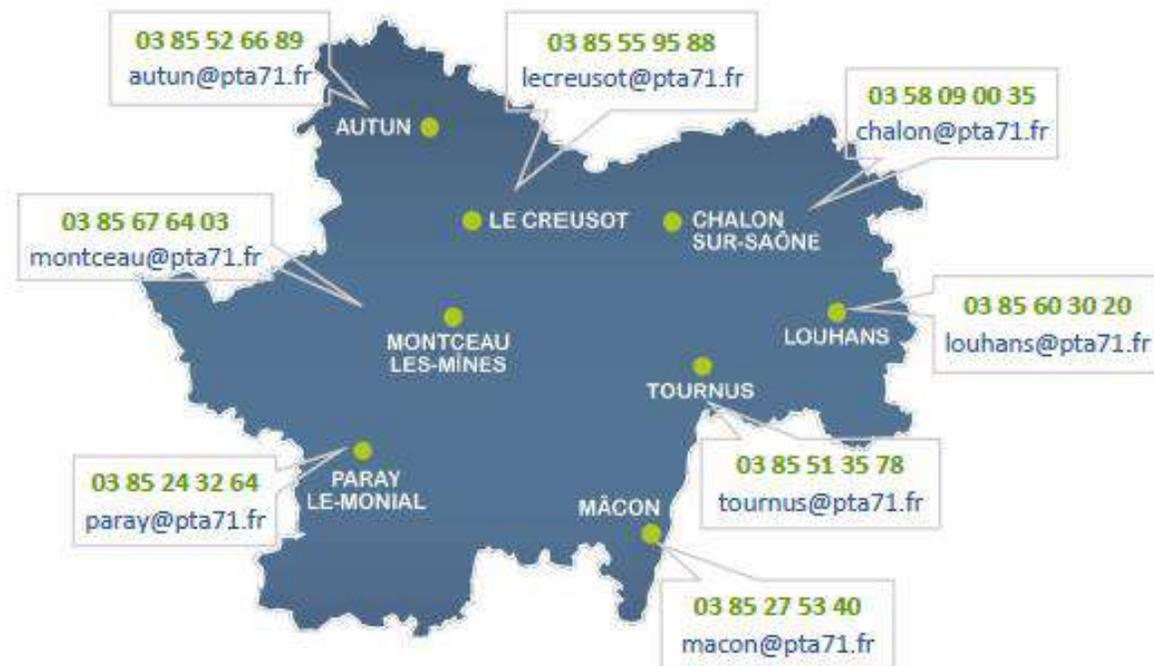 03 85 52 66 89
autun@pta71.fr
03 85 55 95 88
lecreusot@pta71.fr
03 58 09 00 35
chalon@pta71.fr
AUTUN
03 85 67 64 03
montceau@pta71.fr
LE CREUSOT
CHALON
SUR-SAÔNE
MONTCEAU
LES-MINES
LOUHANS
03 85 60 30 20
louhans@pta71.fr
TOURNUS
03 85 51 35 78
tournus@pta71.fr
03 85 24 32 64
paray@pta71.fr
PARAY
LE-MONIAL
MÂCON
03 85 27 53 40
macon@pta71.fr